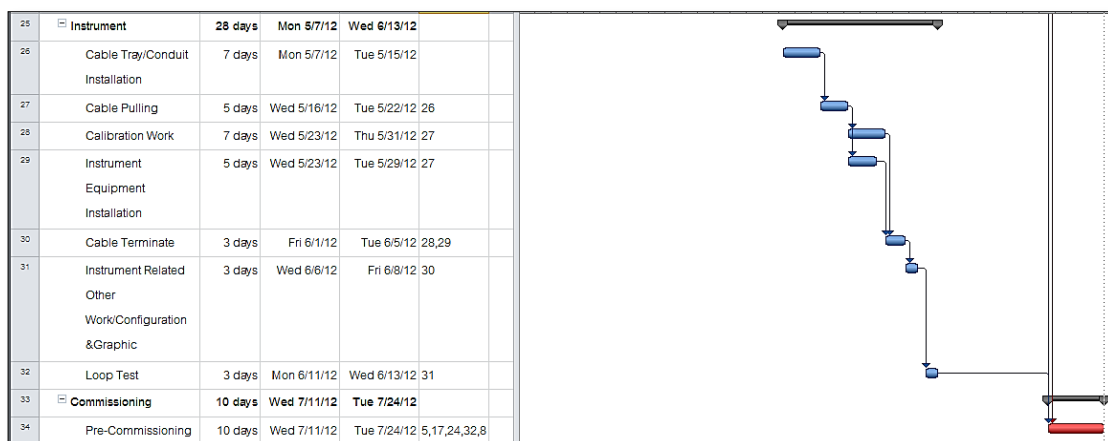 25 Instrument 28 days Mon 5/7/12 Wed 6/13/12
26 Cable Tray/Conduit 7 days Mon 5/7/12 Tue 5/15/12
Installation
27 Cable Pulling 5 days Wed 5/16/12 Tue 5/22/12 26
28 Calibration Work 7 days Wed 5/23/12 Thu 5/31/12 27
29 Instrument 5 days Wed 5/23/12 Tue 5/29/12 27
Equipment
Installation
30 Cable Terminate 3 days Fri 6/1/12 Tue 6/5/12 28,29
31 Instrument Related 3 days Wed 6/6/12 Fri 6/8/12 30
Other
Work/Configuration
&Graphic
32 Loop Test 3 days Mon 6/11/12 Wed 6/13/12 31
33 Commissioning 10 days Wed 7/11/12 Tue 7/24/12
34 Pre-Commissioning 10 days Wed 7/11/12 Tue 7/24/12 5,17,24,32,8